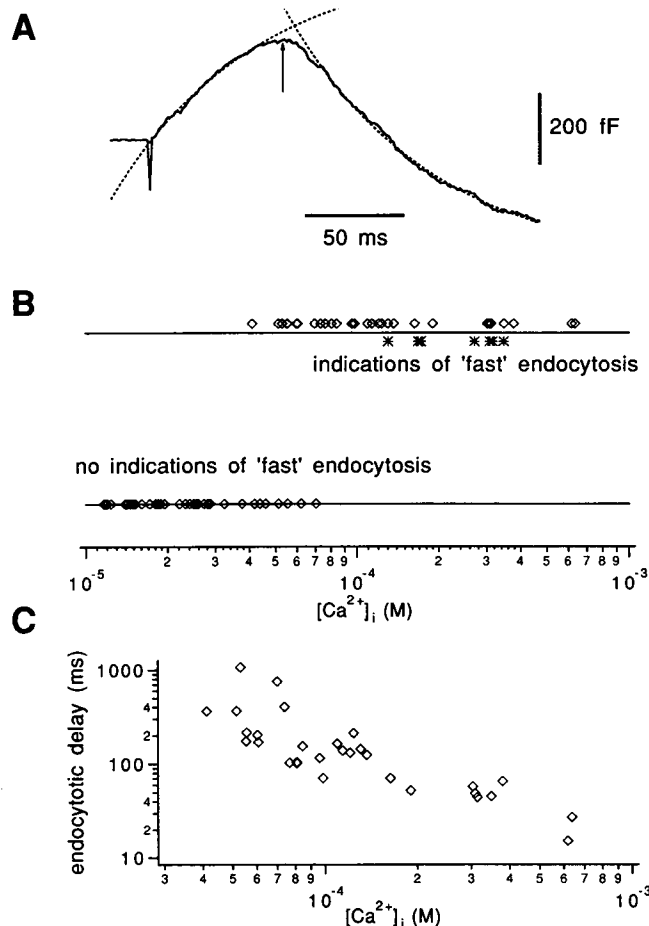 A
200 fF
50 ms
B
indications of 'fast' endocytosis
no indications of 'fast' endocytosis
2 3 4 5 6 7 8 9 2 3 4 5 6 7 8 9
10⁻⁵ 10⁻⁴ 10⁻³
[Ca²⁺]ᵢ (M)
C
endocytotic delay (ms)
1000
4
2
100
4
2
10
3 4 5 6 7 8 9 2 3 4 5 6 7 8 9
10⁻⁴ 10⁻³
[Ca²⁺]ᵢ (M)